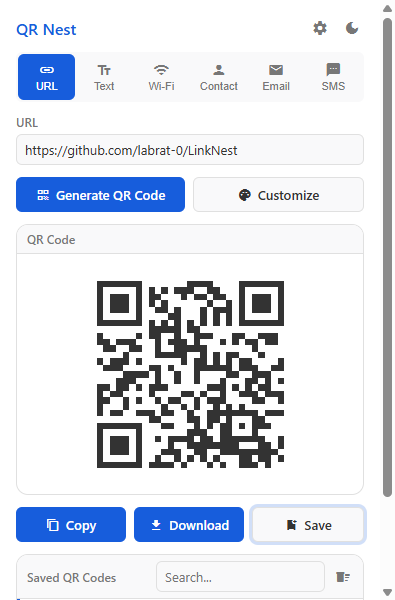 QR Nest
URL Text Wi-Fi Contact Email SMS
URL
https://github.com/labrat-0/LinkNest
Generate QR Code Customize
QR Code
Copy Download Save
Saved QR Codes Search...